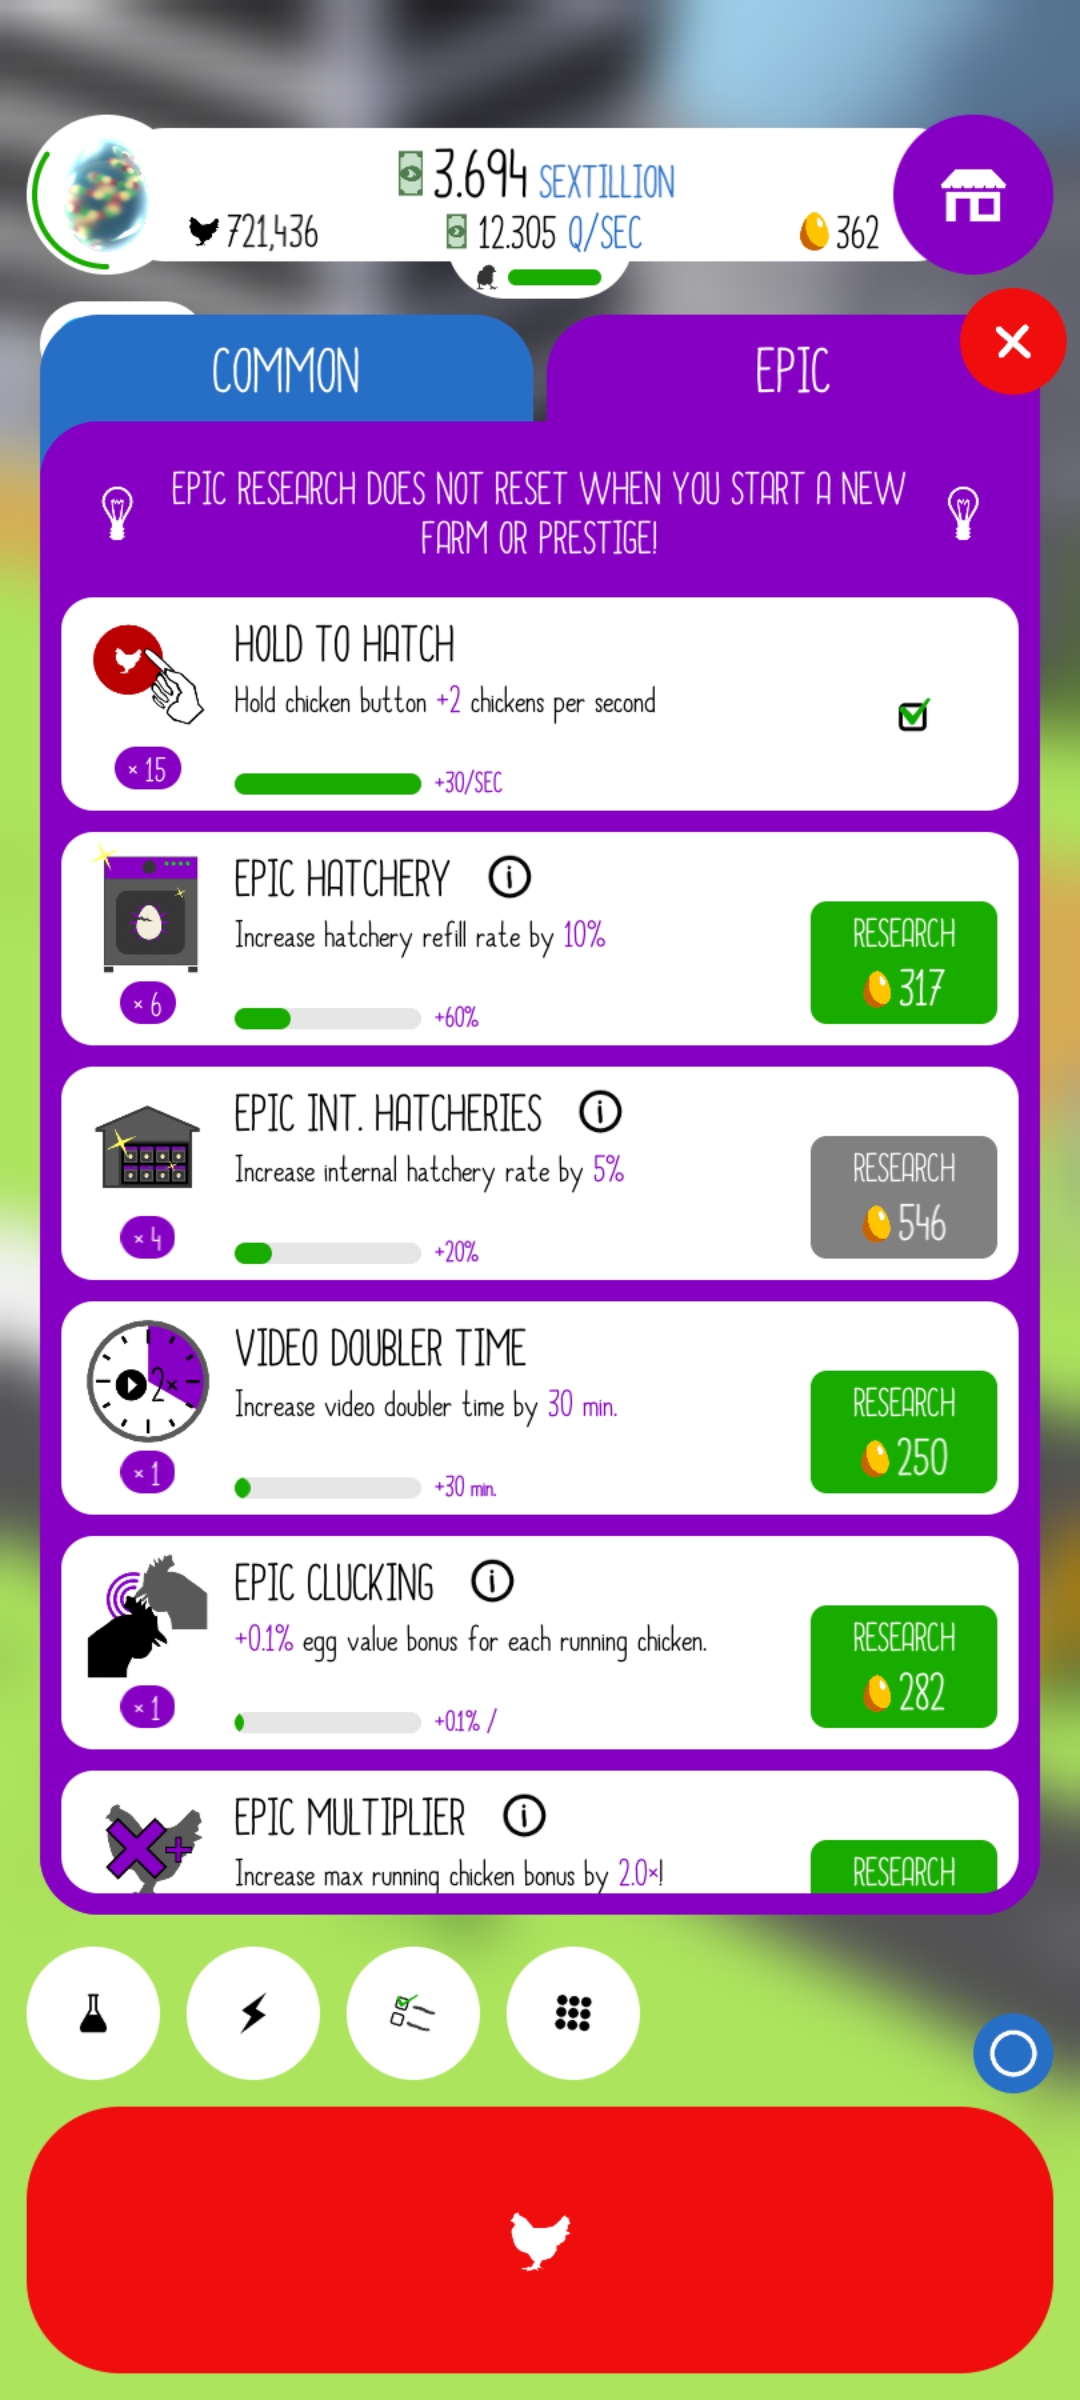 3.694 SEXTILLION
721,436
12.305 Q/SEC
362
COMMON
EPIC
EPIC RESEARCH DOES NOT RESET WHEN YOU START A NEW
FARM OR PRESTIGE!
HOLD TO HATCH
Hold chicken button +2 chickens per second
× 15
+30/SEC
EPIC HATCHERY
Increase hatchery refill rate by 10%
× 6
+60%
RESEARCH
317
EPIC INT. HATCHERIES
Increase internal hatchery rate by 5%
× 4
+20%
RESEARCH
546
2×
VIDEO DOUBLER TIME
Increase video doubler time by 30 min.
× 1
+30 min.
RESEARCH
250
EPIC CLUCKING
+0.1% egg value bonus for each running chicken.
× 1
+0.1% /
RESEARCH
282
EPIC MULTIPLIER
Increase max running chicken bonus by 2.0×!
RESEARCH